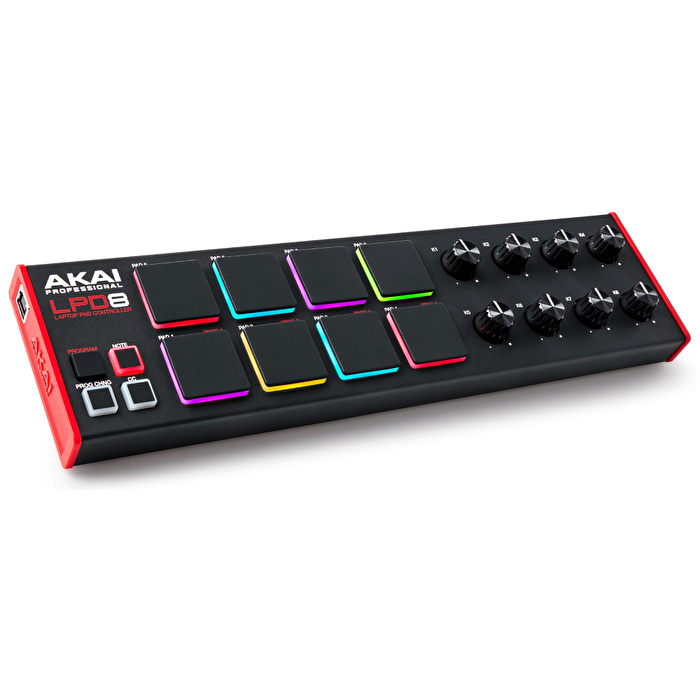 AKAI
PROFESSIONAL
LPD8
LAPTOP PAD CONTROLLER
PROGRAM
NOTE
PROG CHNG
CC
K1
K2
K3
K4
K5
K6
K7
K8
AKAI